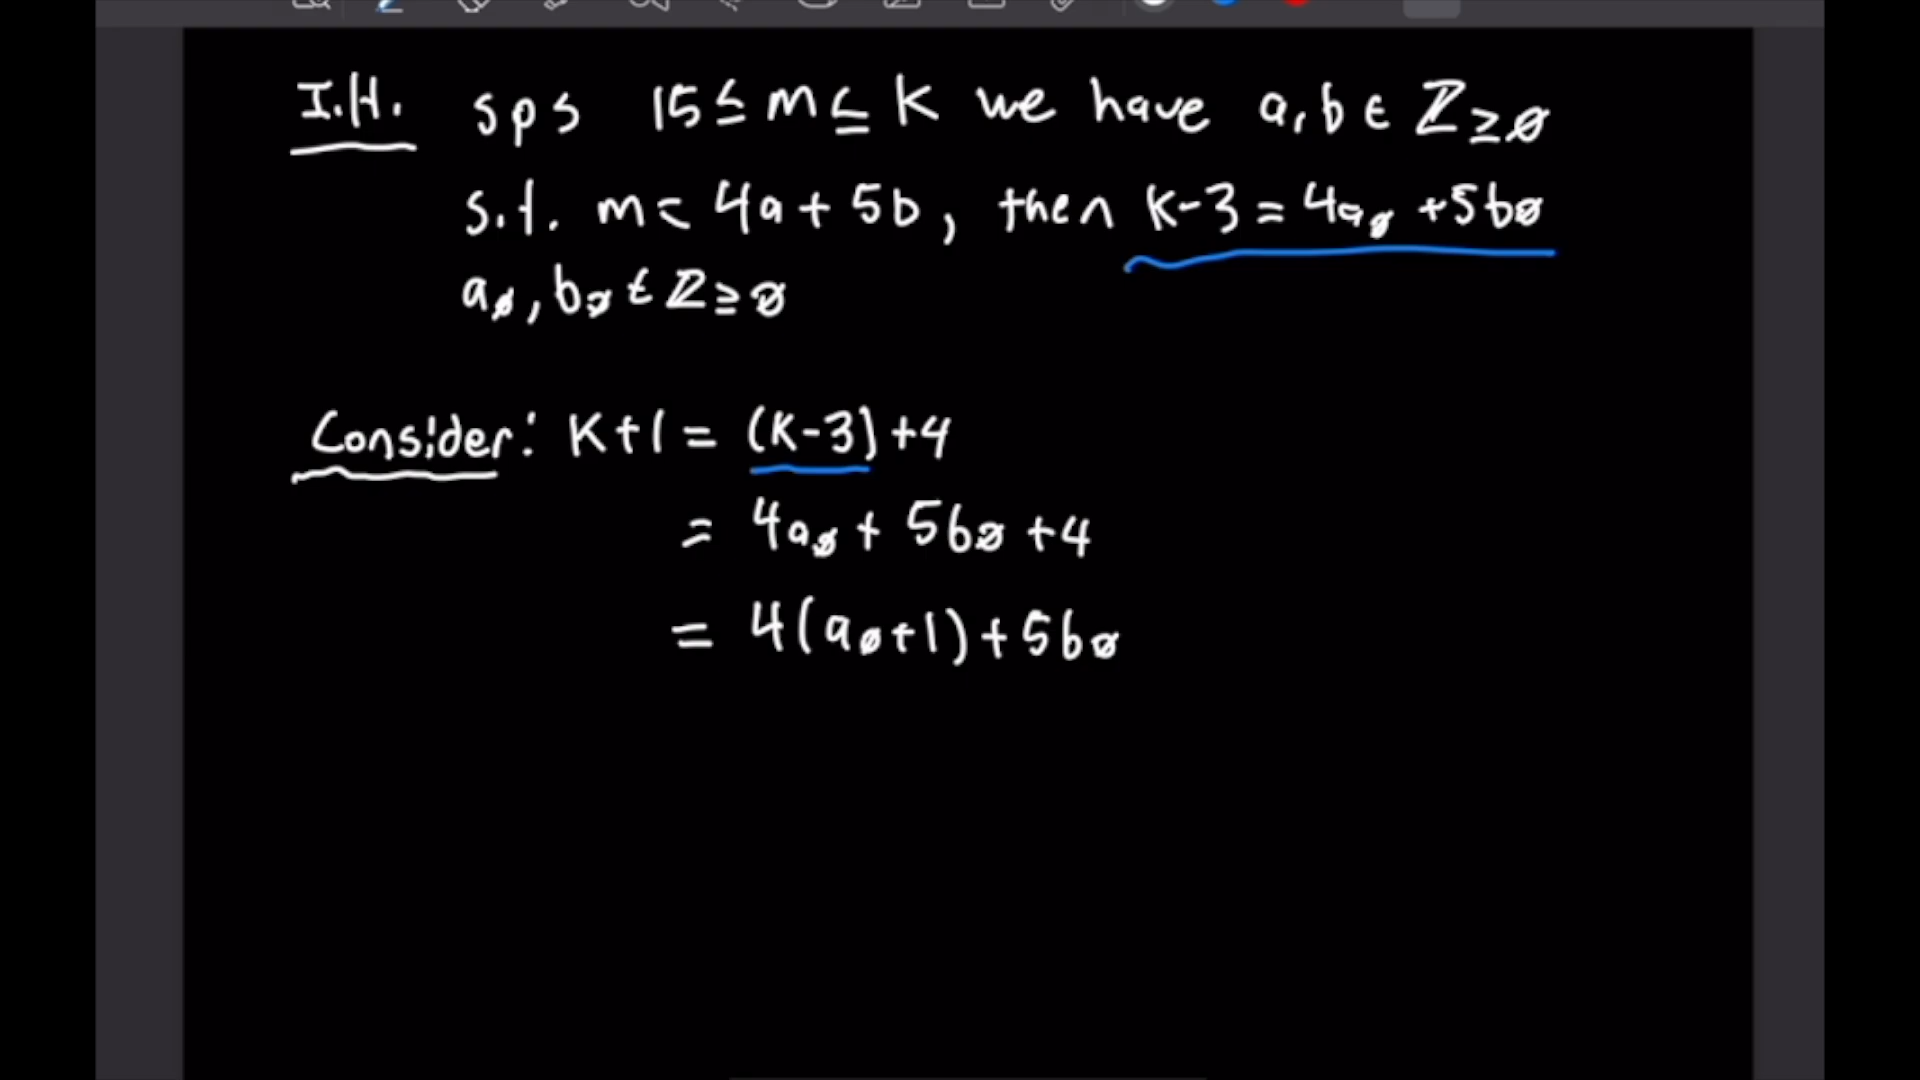 I.H. sps 15 ≤ m ≤ K we have a, b ∈ ℤ≥0
s.t. m = 4a + 5b, then K-3 = 4a₀ + 5b₀
a₀, b₀ ∈ ℤ≥0
Consider: K+1 = (K-3) + 4
= 4a₀ + 5b₀ + 4
= 4(a₀+1) + 5b₀